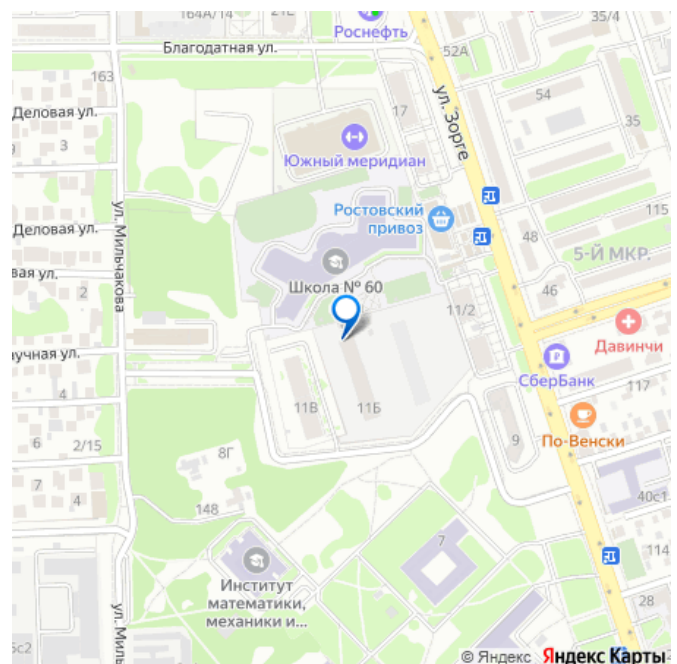 164А/14
21Е
Роснефть
35/4
Благодатная ул.
52А
163
54
Деловая ул.
17
35
3
ул. Зорге
Южный меридиан
ул. Мильчакова
Ростовский
привоз
115
Деловая ул.
48
5-Й МКР.
вая ул.
Школа № 60
2
46
11/2
Давинчи
аучная ул.
СберБанк
117
4
11В
11Б
По-Венски
6
2/15
9
8Г
7
4
40с1
148
7
114
Институт
математики,
механики и...
28
ул. Миль
5с2
© Яндекс Яндекс Карты